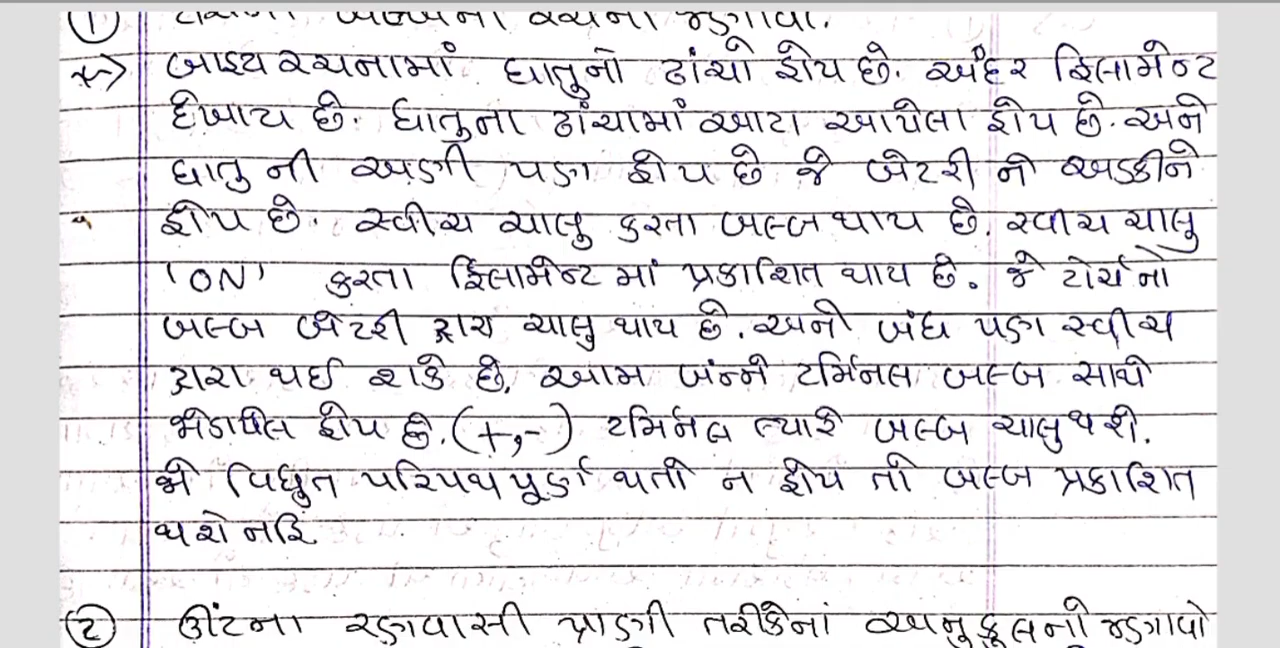 (1) ટોર્ચના બલ્બની રચના જણાવો.
બાહ્ય રચનામાં ધાતુનો ઢાંચો હોય છે. અંદર ફિલામેન્ટ
દેખાય છે. ધાતુના ઢાંચામાં આટા આપેલા હોય છે. અને
ધાતુ ની અણી પણ હોય છે જે બેટરી ને અડકીને
હોય છે. સ્વીચ ચાલુ કરતા બલ્બ થાય છે. સ્વીચ ચાલુ
'ON' કરતા ફિલામેન્ટ માં પ્રકાશિત થાય છે. જે ટોર્ચનો
બલ્બ બેટરી દ્વારા ચાલુ થાય છે. અને બંધ પણ સ્વીચ
દ્વારા થઈ શકે છે, આમ બંન્ને ટર્મિનલ બલ્બ સાથે
જોડાયેલ હોય છે. (+,-) ટર્મિનલ ત્યારે બલ્બ ચાલુ થશે.
જો વિધુત પરિપથ પૂર્ણ થતો ન હોય તો બલ્બ પ્રકાશિત
થશે નહિ
(2) ઊંટના રણવાસી પ્રાણી તરીકેનાં અનુકૂલનો જણાવો